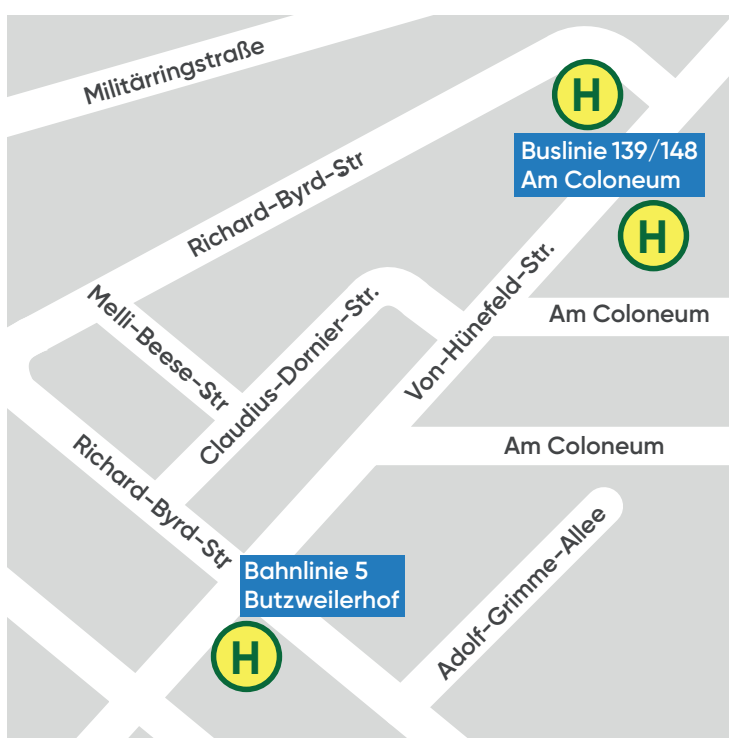 Militärringstraße
H
Buslinie 139/148
Am Coloneum
Richard-Byrd-Str
H
Melli-Beese-Str
Claudius-Dornier-Str.
Von-Hünefeld-Str.
Am Coloneum
Richard-Byrd-Str
Am Coloneum
Bahnlinie 5
Butzweilerhof
Adolf-Grimme-Allee
H